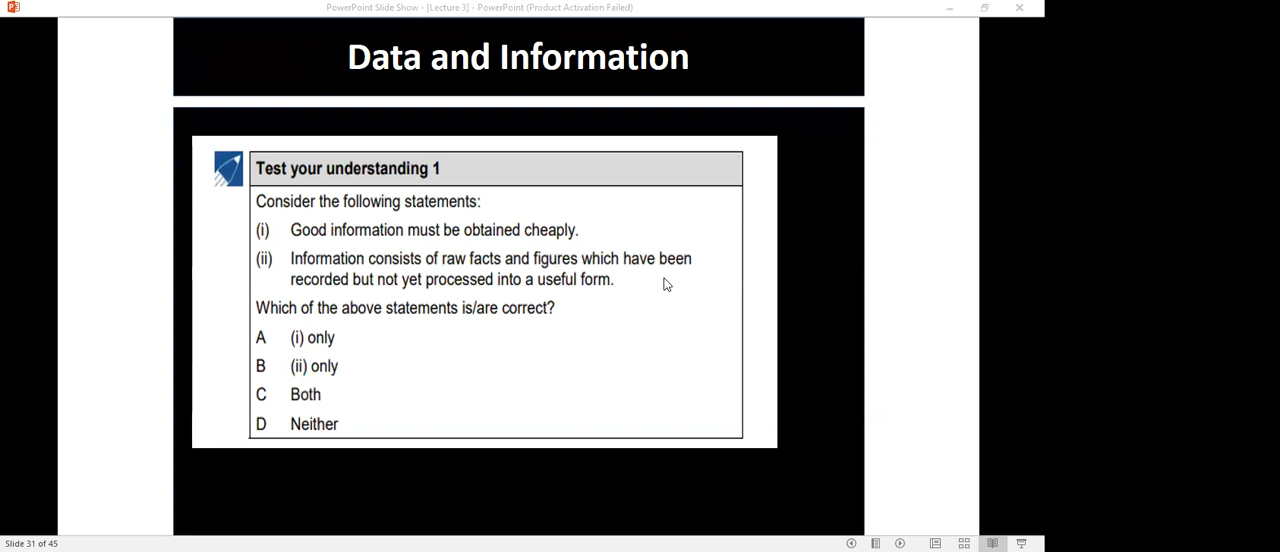 PowerPoint Slide Show - [Lecture 3] - PowerPoint (Product Activation Failed)
Data and Information
Test your understanding 1
Consider the following statements:
(i) Good information must be obtained cheaply.
(ii) Information consists of raw facts and figures which have been
recorded but not yet processed into a useful form.
Which of the above statements is/are correct?
A (i) only
B (ii) only
C Both
D Neither
Slide 31 of 45